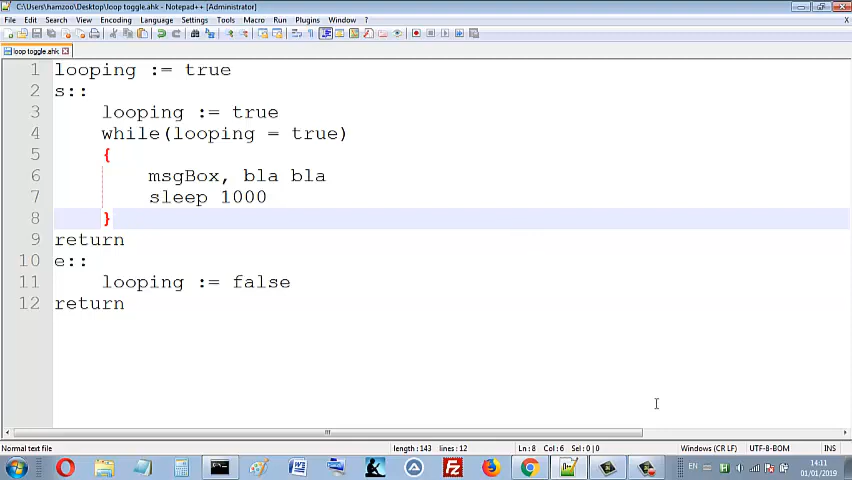 C:\Users\hamzoo\Desktop\loop toggle.ahk - Notepad++ [Administrator]
File Edit Search View Encoding Language Settings Tools Macro Run Plugins Window ?
X
loop toggle.ahk
1 looping := true
2 s::
3 looping := true
4 while(looping = true)
5 {
6 msgBox, bla bla
7 sleep 1000
8 }
9 return
10 e::
11 looping := false
12 return
Normal text file length : 143 lines : 12 Ln : 8 Col : 6 Sel : 0 | 0 Windows (CR LF) UTF-8-BOM INS
EN 14:11
01/01/2019